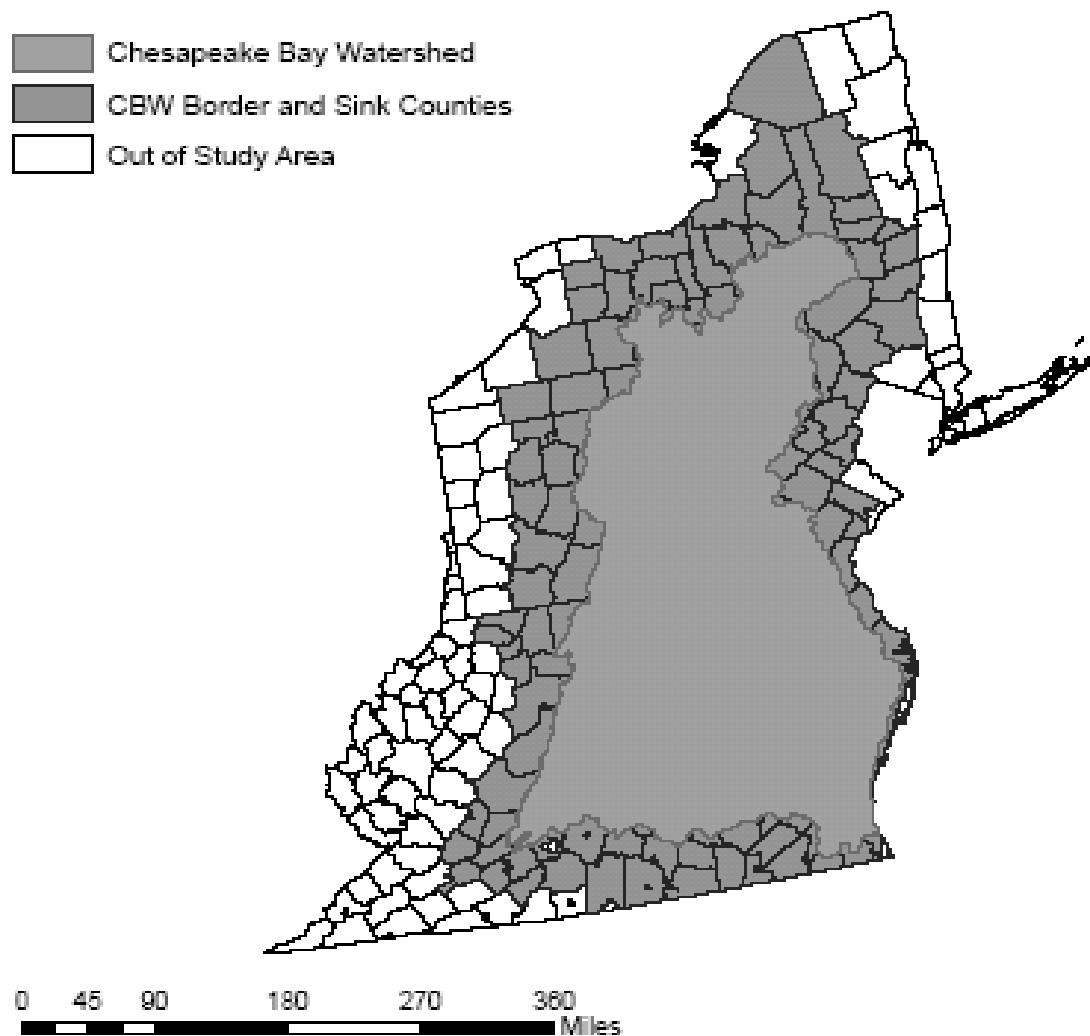 Chesapeake Bay Watershed
CBW Border and Sink Counties
Out of Study Area
0 45 90 180 270 360
Miles